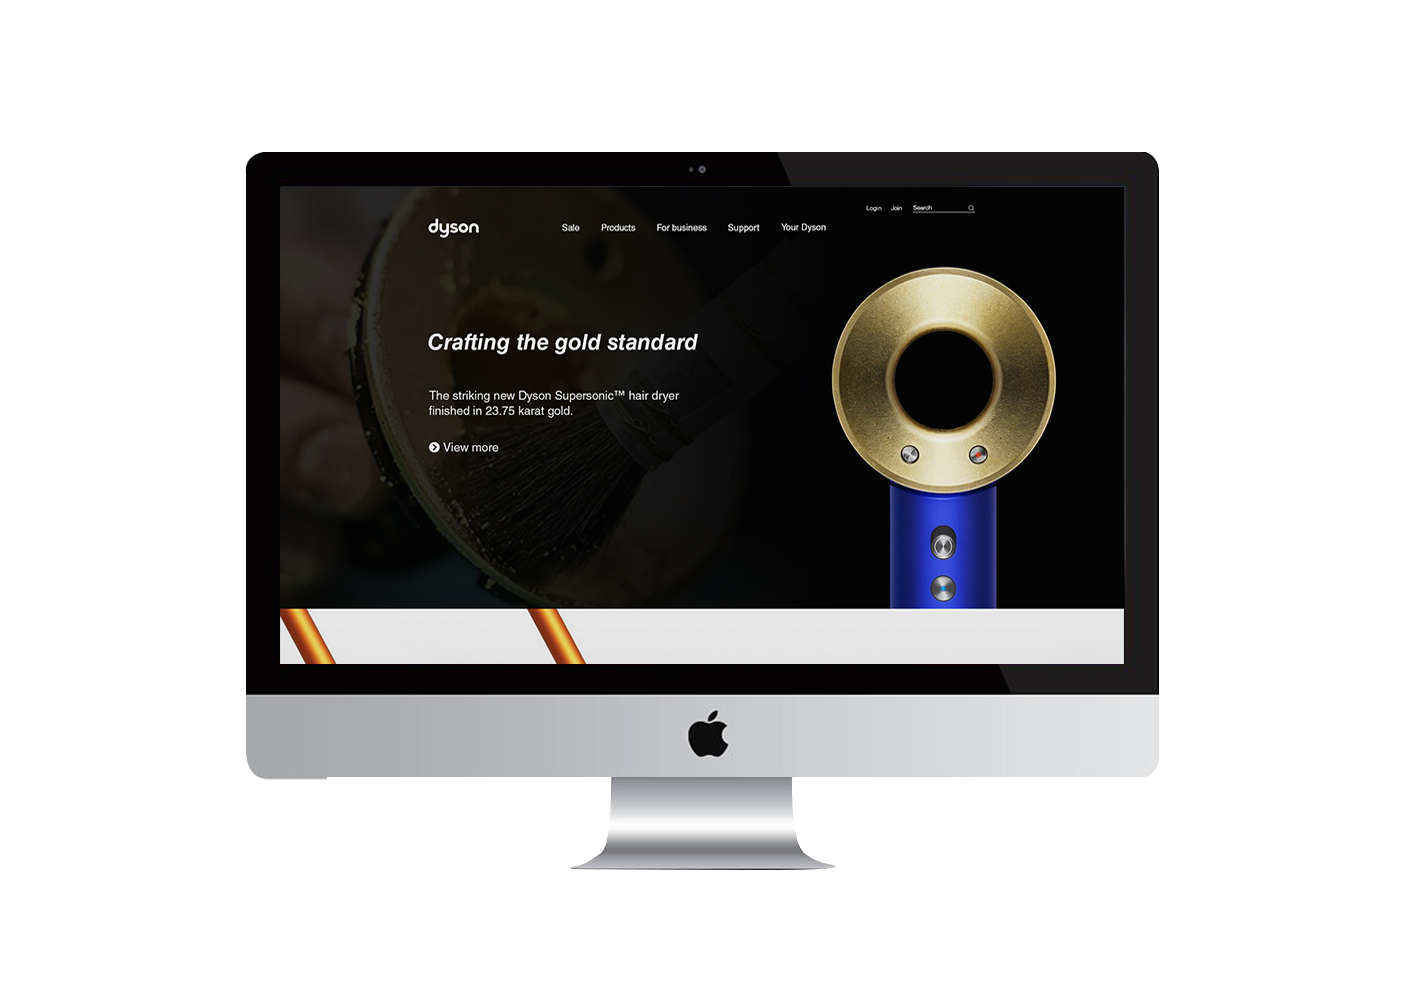 Login Join Search
dyson Sale Products For business Support Your Dyson
Crafting the gold standard
The striking new Dyson Supersonic™ hair dryer
finished in 23.75 karat gold.
View more